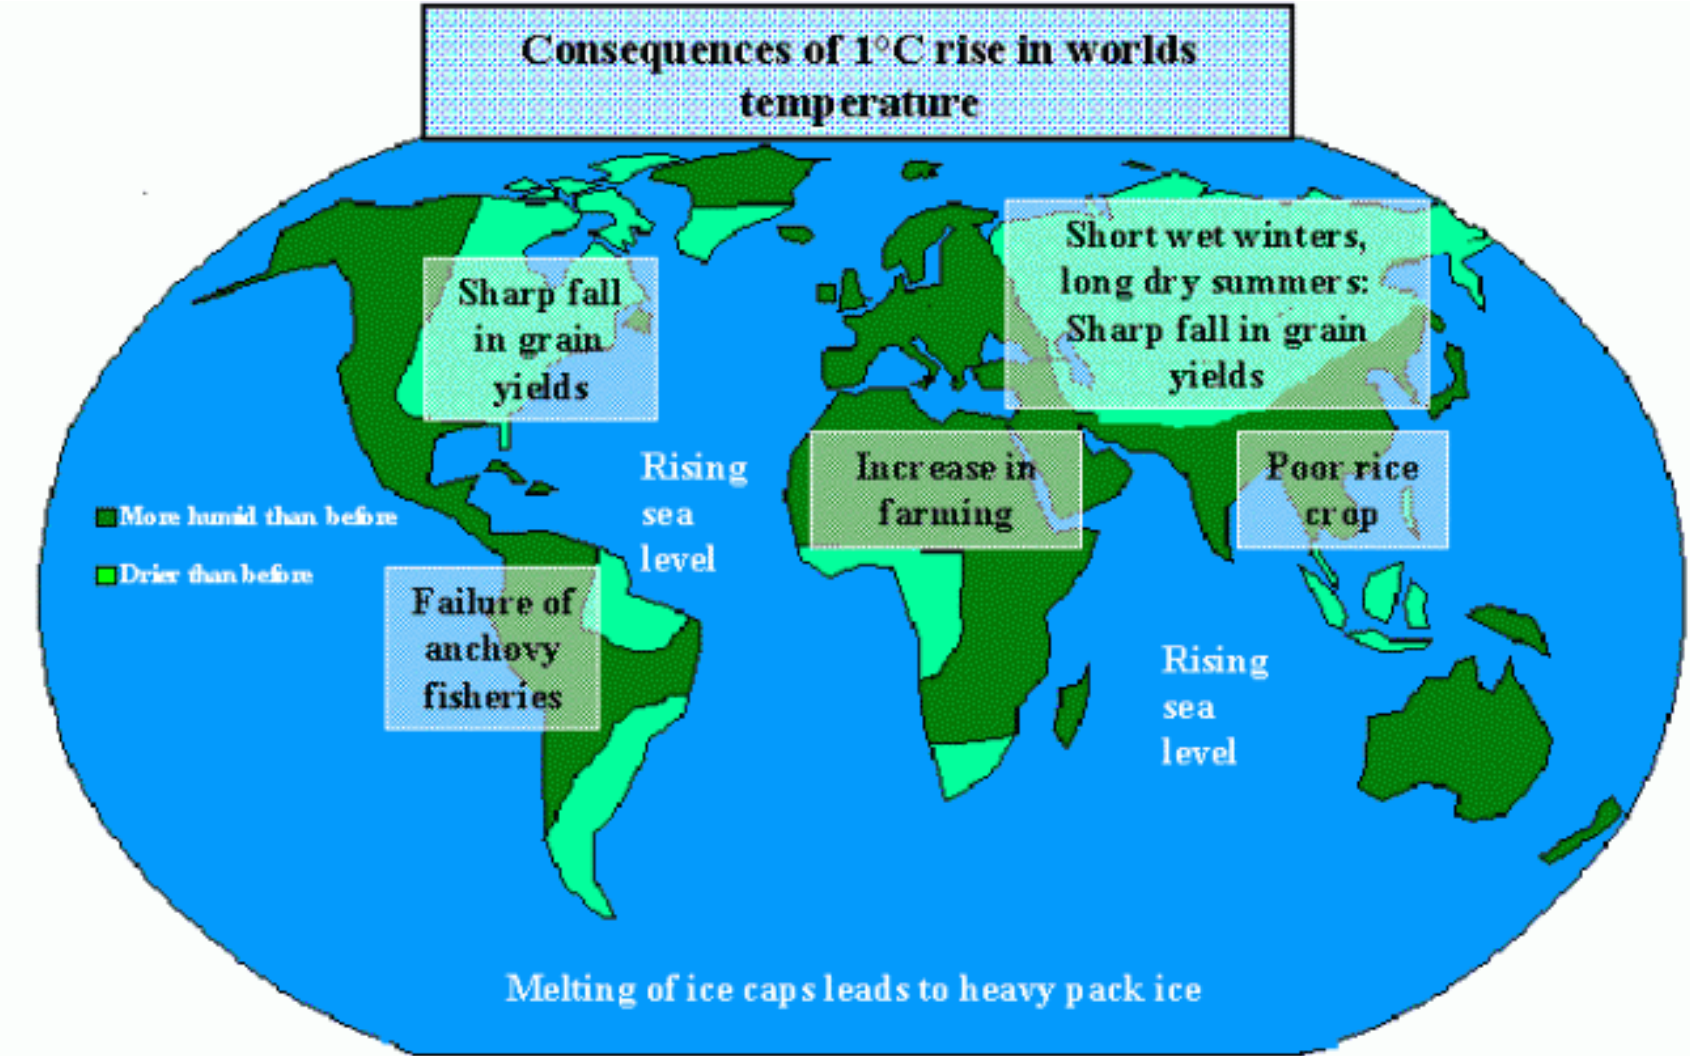 Consequences of 1°C rise in worlds
temperature
Short wet winters,
long dry summers:
Sharp fall in grain
yields
Sharp fall
in grain
yields
Rising
sea
level
Increase in
farming
Poor rice
crop
More humid than before
Drier than before
Failure of
anchovy
fisheries
Rising
sea
level
Melting of ice caps leads to heavy pack ice